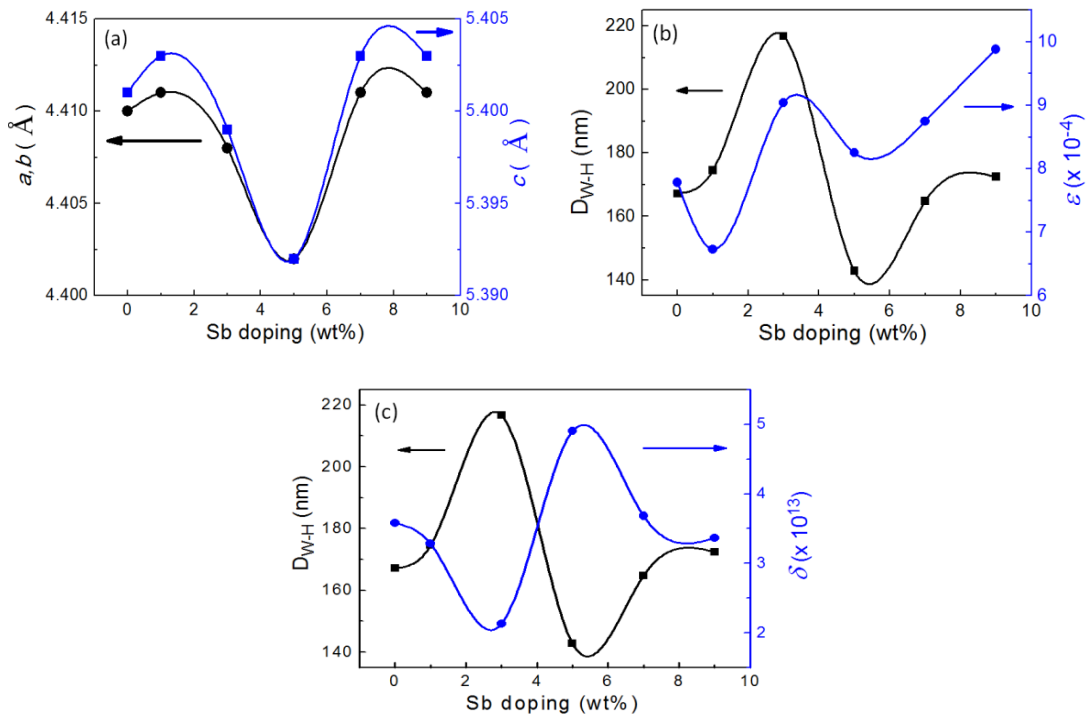 (a)
4.415
4.410
4.405
4.400
a,b ( Å )
5.405
5.400
5.395
5.390
c ( Å )
0 2 4 6 8 10
Sb doping (wt%)
(b)
220
200
180
160
140
D_W-H (nm)
10
9
8
7
6
ε (x 10⁻⁴)
0 2 4 6 8 10
Sb doping (wt%)
(c)
220
200
180
160
140
D_W-H (nm)
5
4
3
2
δ (x 10¹³)
0 2 4 6 8 10
Sb doping (wt%)